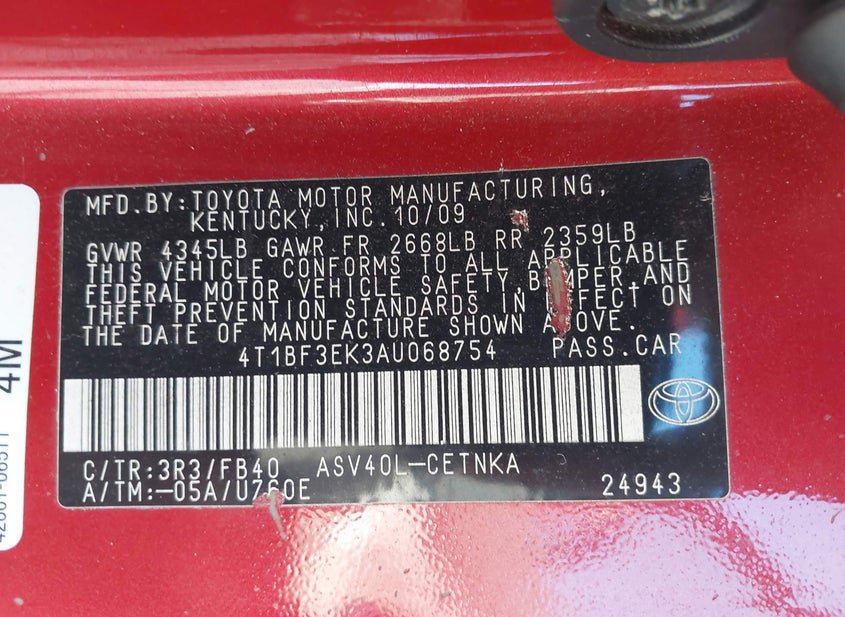 MFD.BY:TOYOTA MOTOR MANUFACTURING,
KENTUCKY,INC.10/09
GVWR 4345LB GAWR FR 2668LB RR 2359LB
THIS VEHICLE CONFORMS TO ALL APPLICABLE
FEDERAL MOTOR VEHICLE SAFETY,BUMPER,AND
THEFT PREVENTION STANDARDS IN EFFECT ON
THE DATE OF MANUFACTURE SHOWN ABOVE.
4T1BF3EK3AU068754 PASS.CAR
C/TR:3R3/FB40 ASV40L-CETNKA
A/TM:-05A/U760E 24943
4M